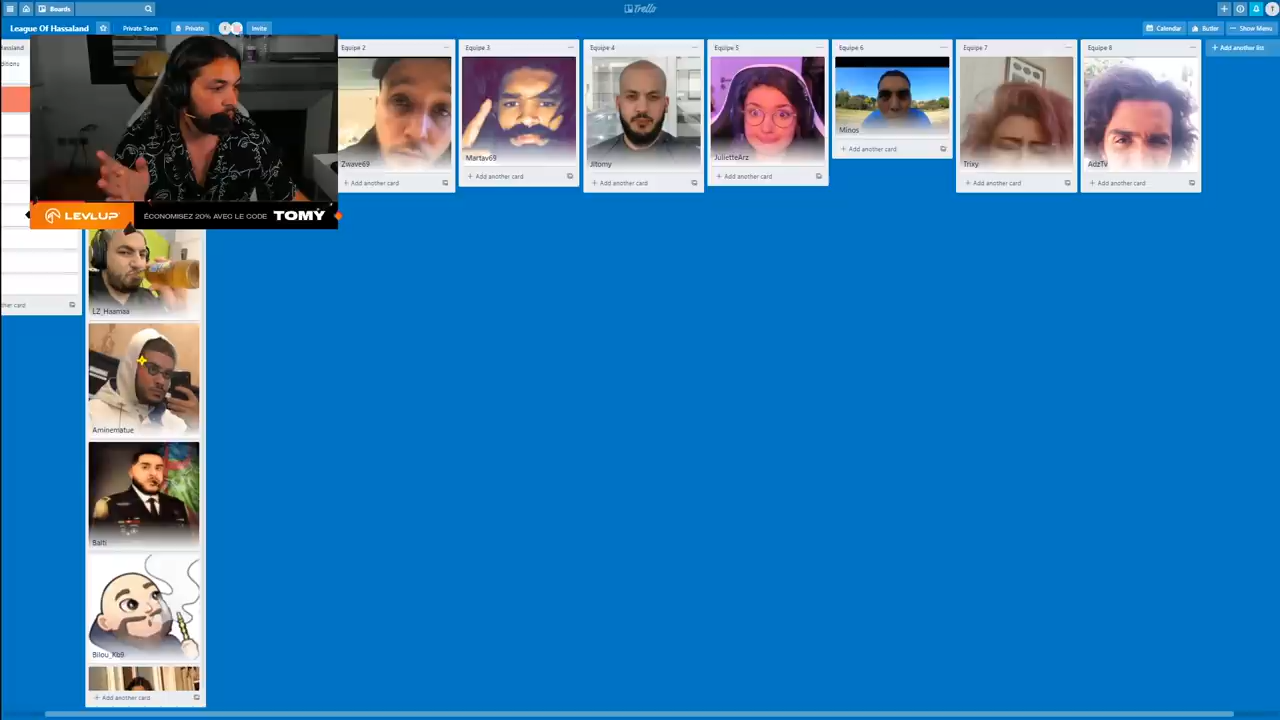 Boards
Trello
League Of Hassaland
Private Team
Private
Invite
Calendar
Butler
Show Menu
Equipe 2
Equipe 3
Equipe 4
Equipe 5
Equipe 6
Equipe 7
Equipe 8
+ Add another list
Zwave69
Martav69
Jltomy
JulietteArz
Minos
Trixy
AdzTV
+ Add another card
+ Add another card
+ Add another card
+ Add another card
+ Add another card
+ Add another card
+ Add another card
LEVLUP
ÉCONOMISEZ 20% AVEC LE CODE
TOMY
LZ_Haamaa
Aminematue
Balti
+ Add another card